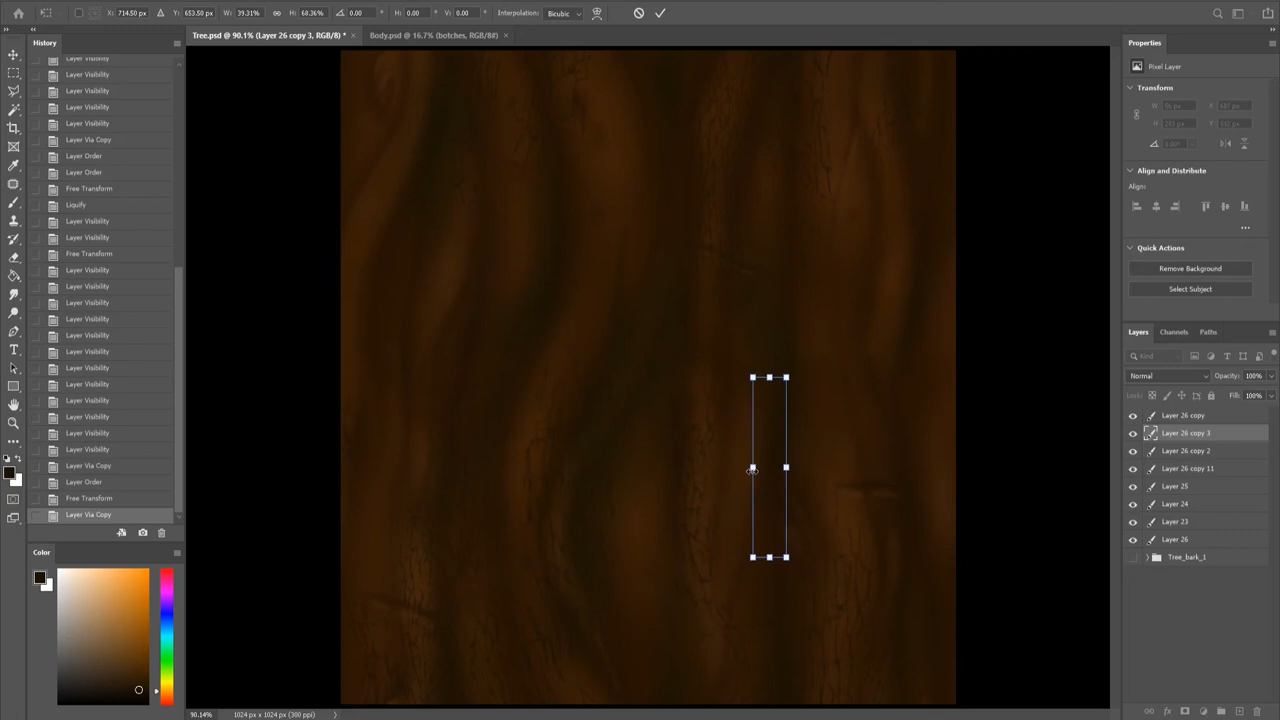 X: 714.50 px Y: 653.50 px W: 39.31% H: 68.36% 0.00 ° H: 0.00 ° V: 0.00 ° Interpolation: Bicubic
History
Tree.psd @ 90.1% (Layer 26 copy 3, RGB/8) * ×
Body.psd @ 16.7% (botches, RGB/8#) ×
Layer Visibility
Layer Visibility
Layer Visibility
Layer Visibility
Layer Visibility
Layer Via Copy
Layer Order
Layer Order
Free Transform
Liquify
Layer Visibility
Layer Visibility
Free Transform
Layer Visibility
Layer Visibility
Layer Visibility
Layer Visibility
Layer Visibility
Layer Visibility
Layer Visibility
Layer Visibility
Layer Visibility
Layer Visibility
Layer Visibility
Layer Visibility
Layer Via Copy
Layer Order
Free Transform
Layer Via Copy
Color
90.14% 1024 px x 1024 px (300 ppi)
Properties
Pixel Layer
Transform
Align and Distribute
Align:
Quick Actions
Remove Background
Select Subject
Layers Channels Paths
Kind
Normal Opacity: 100%
Lock: Fill: 100%
Layer 26 copy
Layer 26 copy 3
Layer 26 copy 2
Layer 26 copy 11
Layer 25
Layer 24
Layer 23
Layer 26
Tree_bark_1